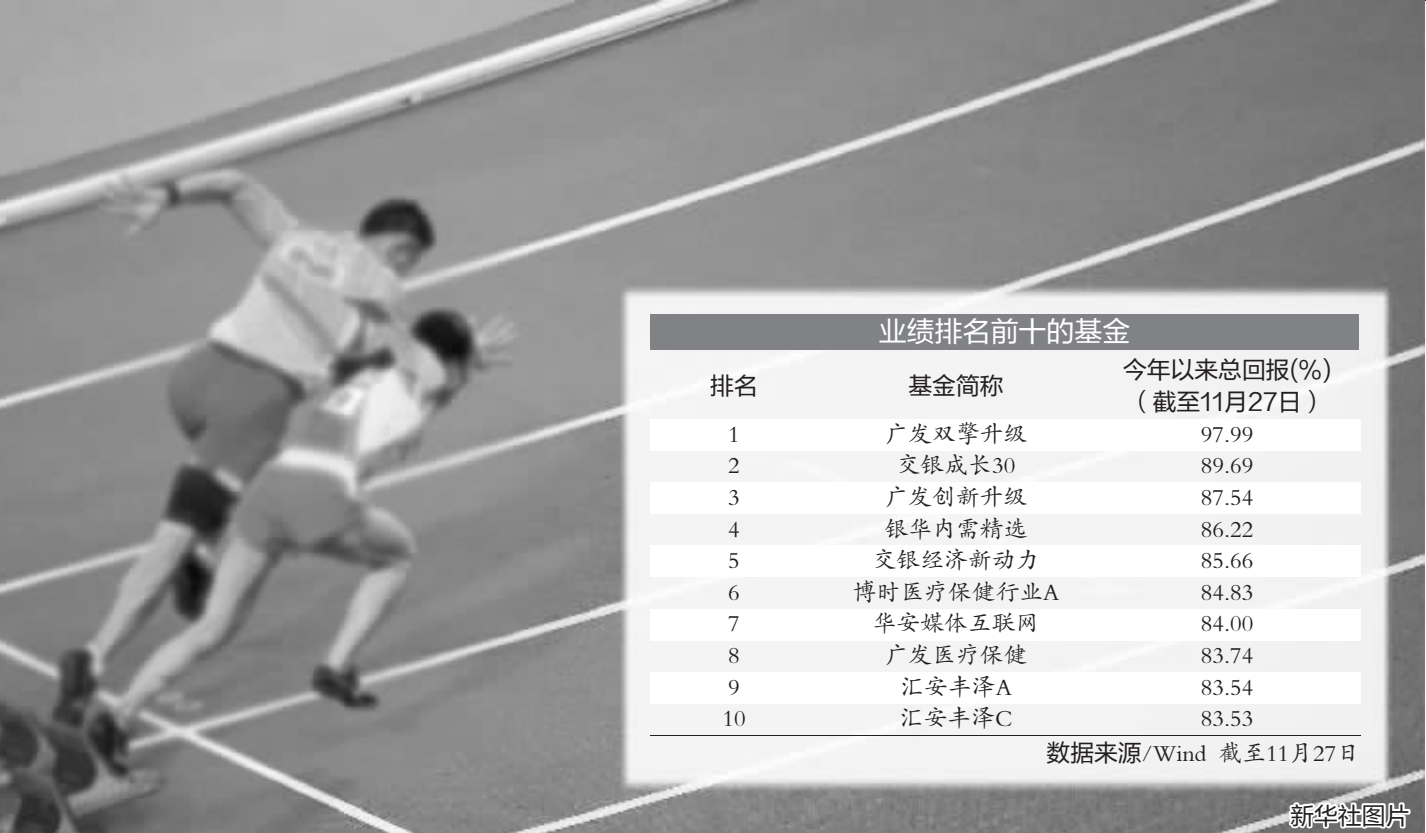 业绩排名前十的基金
排名 基金简称 今年以来总回报(%)
（截至11月27日）
1 广发双擎升级 97.99
2 交银成长30 89.69
3 广发创新升级 87.54
4 银华内需精选 86.22
5 交银经济新动力 85.66
6 博时医疗保健行业A 84.83
7 华安媒体互联网 84.00
8 广发医疗保健 83.74
9 汇安丰泽A 83.54
10 汇安丰泽C 83.53
数据来源/Wind 截至11月27日
新华社图片